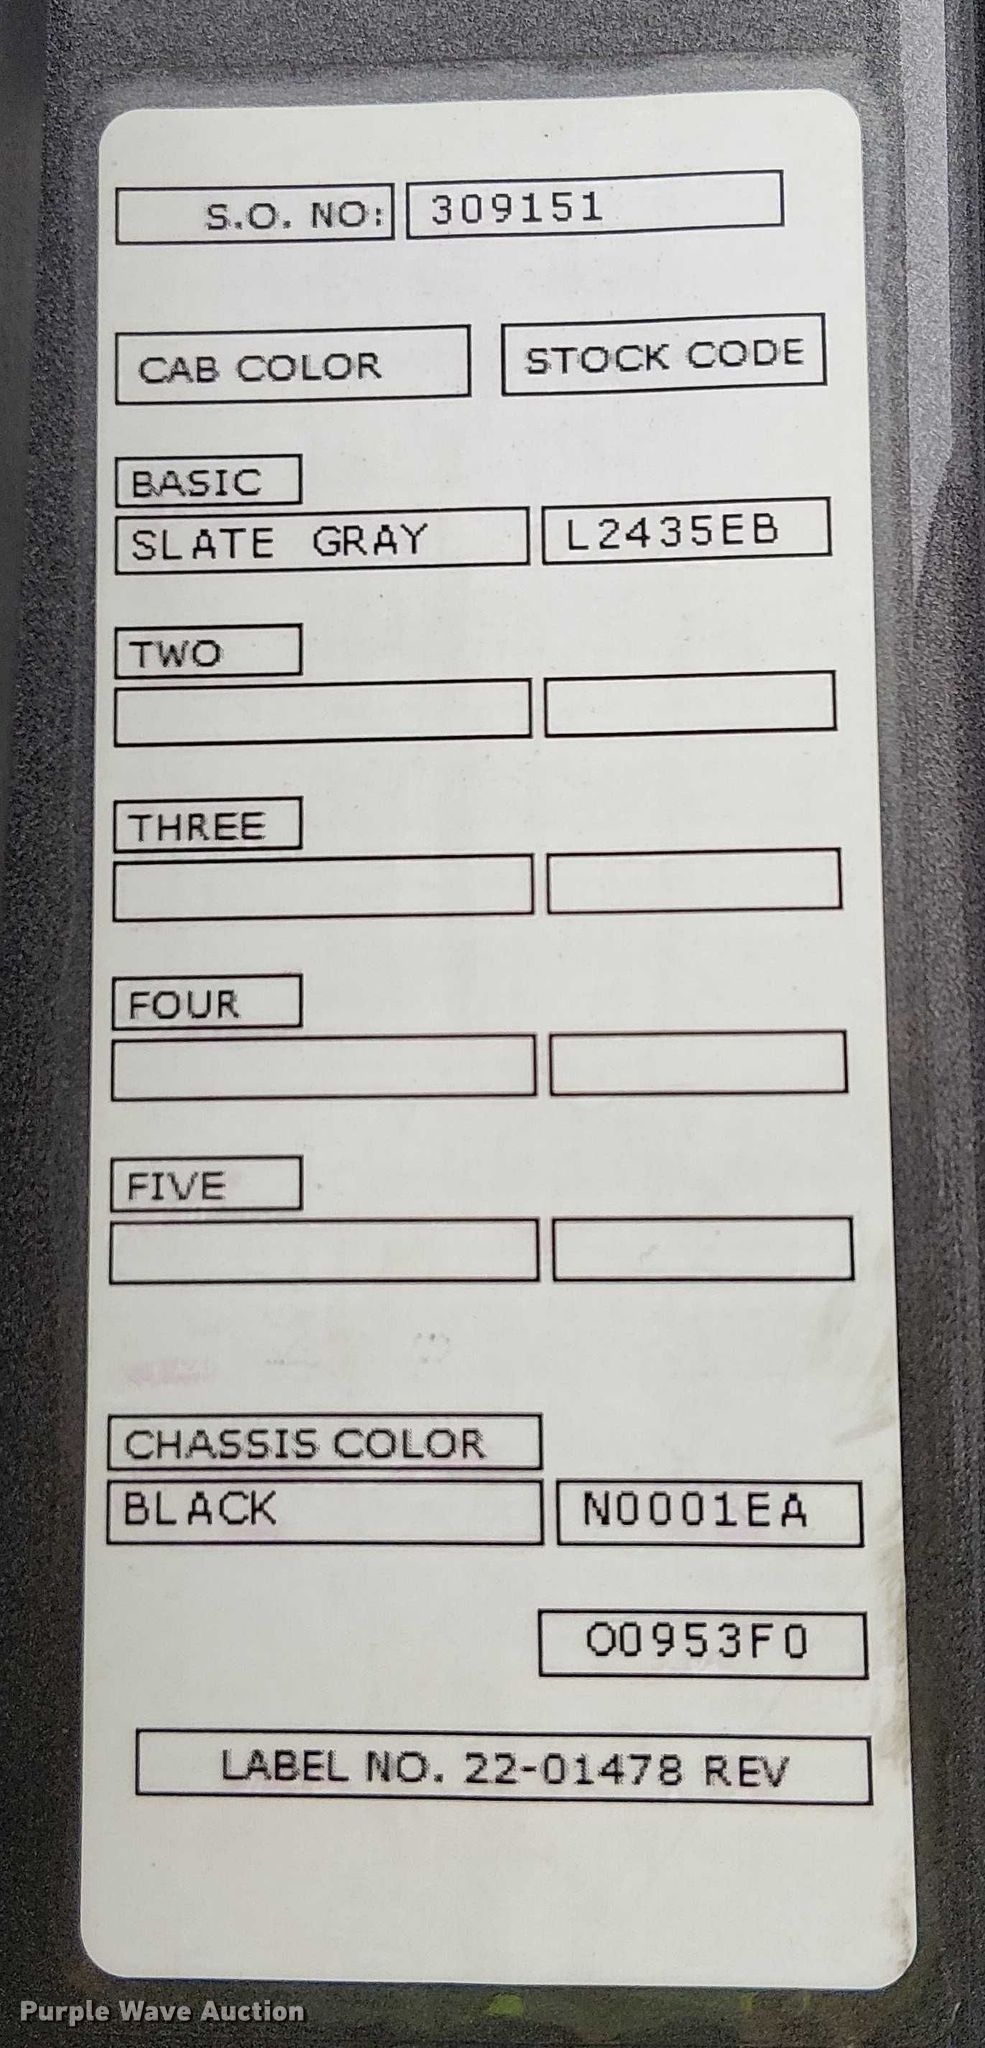 S.O. NO: 309151
CAB COLOR STOCK CODE
BASIC
SLATE GRAY L2435EB
TWO
THREE
FOUR
FIVE
CHASSIS COLOR
BLACK N0001EA
O0953F0
LABEL NO. 22-01478 REV
Purple Wave Auction